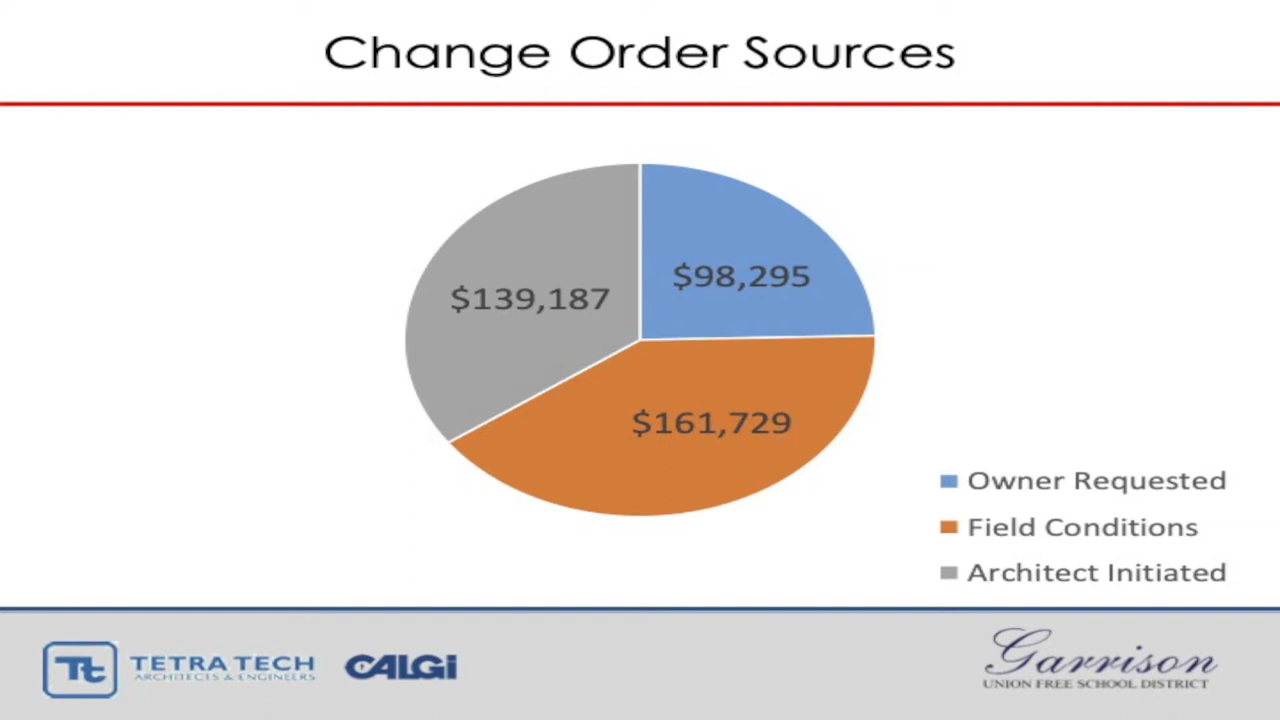 Change Order Sources
$139,187
$98,295
$161,729
Owner Requested
Field Conditions
Architect Initiated
Tt
TETRA TECH
ARCHITECTS & ENGINEERS
CALGi
Garrison
UNION FREE SCHOOL DISTRICT